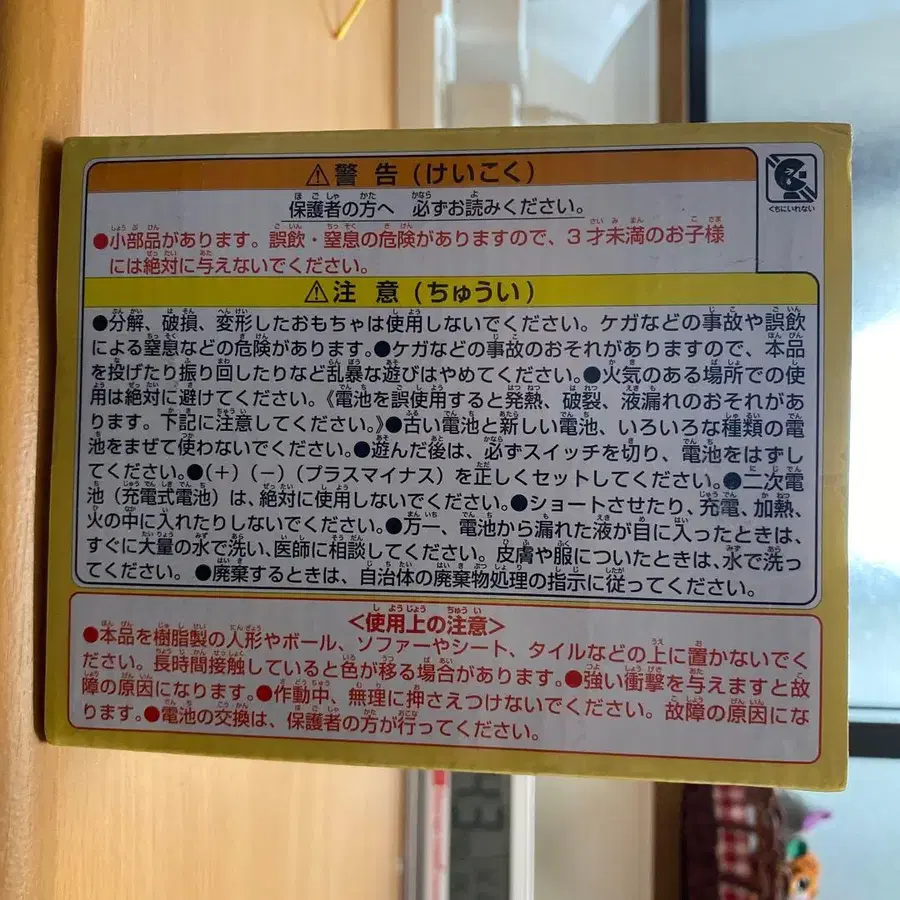 ⚠警告(けいこく)
くちにいれない
保護者の方へ 必ずお読みください。
●小部品があります。誤飲・窒息の危険がありますので、3才未満のお子様
には絶対に与えないでください。
⚠注意(ちゅうい)
●分解、破損、変形したおもちゃは使用しないでください。ケガなどの事故や誤飲
による窒息などの危険があります。●ケガなどの事故のおそれがありますので、本品
を投げたり振り回したりなど乱暴な遊びはやめてください。●火気のある場所での使
用は絶対に避けてください。《電池を誤使用すると発熱、破裂、液漏れのおそれがあ
ります。下記に注意してください。》●古い電池と新しい電池、いろいろな種類の電
池をまぜて使わないでください。●遊んだ後は、必ずスイッチを切り、電池をはずし
てください。●(+)(−)(プラスマイナス)を正しくセットしてください。●二次電
池(充電式電池)は、絶対に使用しないでください。●ショートさせたり、充電、加熱、
火の中に入れたりしないでください。●万一、電池から漏れた液が目に入ったときは、
すぐに大量の水で洗い、医師に相談してください。皮膚や服についたときは、水で洗っ
てください。●廃棄するときは、自治体の廃棄物処理の指示に従ってください。
<使用上の注意>
●本品を樹脂製の人形やボール、ソファーやシート、タイルなどの上に置かないでく
ださい。長時間接触していると色が移る場合があります。●強い衝撃を与えますと故
障の原因になります。●作動中、無理に押さえつけないでください。故障の原因にな
ります。●電池の交換は、保護者の方が行ってください。